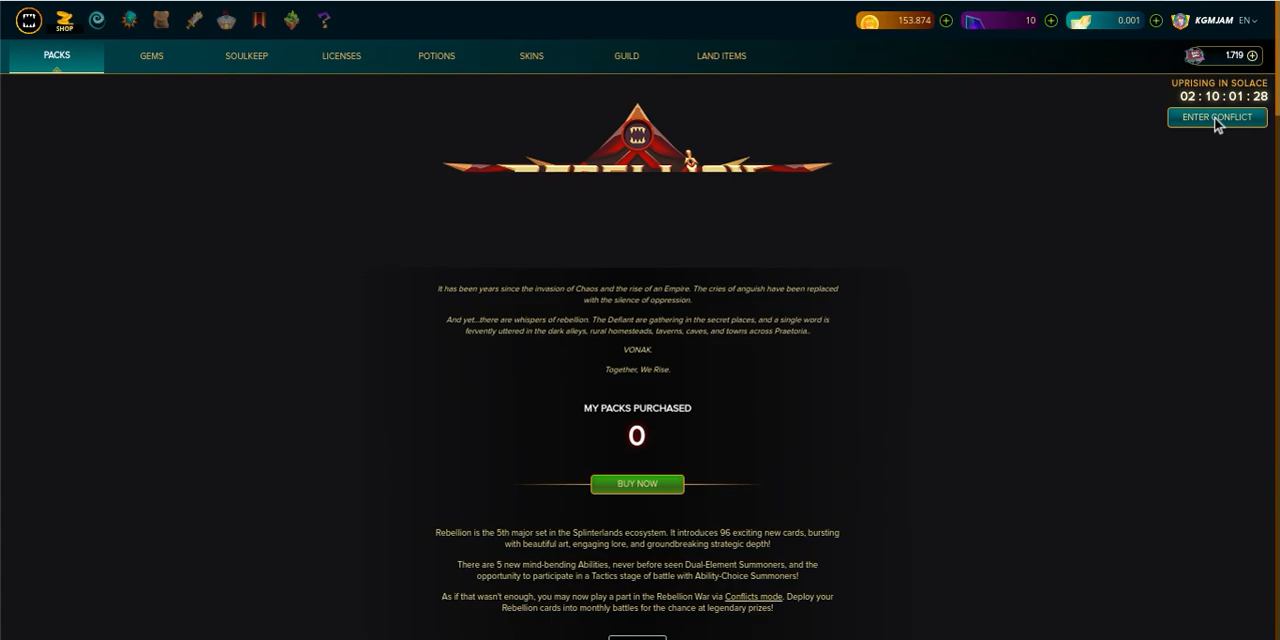 SHOP
153.874
10
0.001
KGMJAM EN
PACKS GEMS SOULKEEP LICENSES POTIONS SKINS GUILD LAND ITEMS
1.719
UPRISING IN SOLACE
02 : 10 : 01 : 28
ENTER CONFLICT
It has been years since the invasion of Chaos and the rise of an Empire. The cries of anguish have been replaced
with the silence of oppression.
And yet...there are whispers of rebellion. The Defiant are gathering in the secret places, and a single word is
fervently uttered in the dark alleys, rural homesteads, taverns, caves, and towns across Praetoria..
VONAK.
Together, We Rise.
MY PACKS PURCHASED
0
BUY NOW
Rebellion is the 5th major set in the Splinterlands ecosystem. It introduces 96 exciting new cards, bursting
with beautiful art, engaging lore, and groundbreaking strategic depth!
There are 5 new mind-bending Abilities, never before seen Dual-Element Summoners, and the
opportunity to participate in a Tactics stage of battle with Ability-Choice Summoners!
As if that wasn't enough, you may now play a part in the Rebellion War via Conflicts mode. Deploy your
Rebellion cards into monthly battles for the chance at legendary prizes!